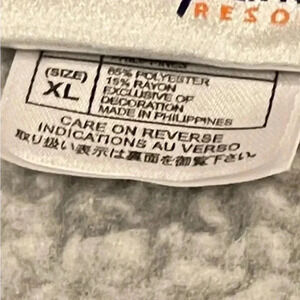 RESO
(SIZE)
XL
85% POLYESTER
15% RAYON
EXCLUSIVE OF
DECORATION
MADE IN PHILIPPINES
CARE ON REVERSE
INDICATIONS AU VERSO
取り扱い表示は裏面を御覧下さい